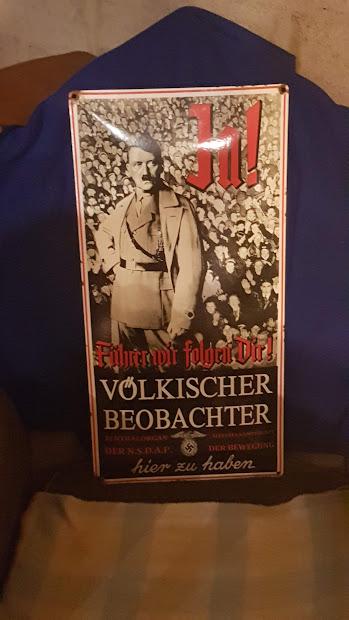 Ja!
Führer wir folgen Dir!
VÖLKISCHER
BEOBACHTER
ZENTRALORGAN
DER N.S.D.A.P.
DER BEWEGUNG
hier zu haben